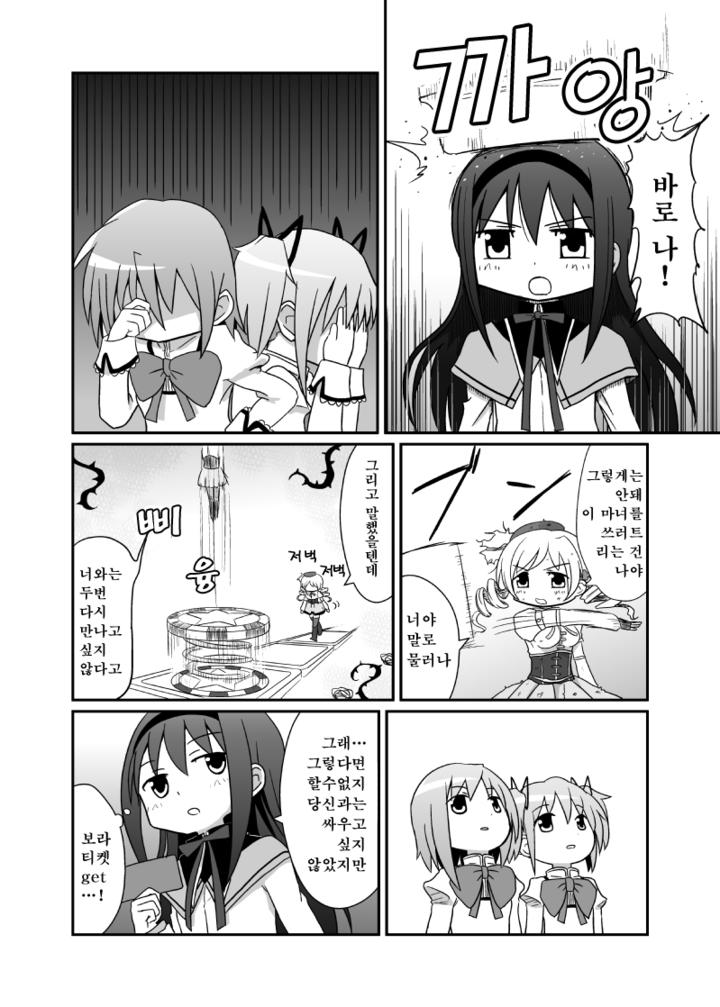 까앙
바로 나!
그렇게는
안돼
이 마 너를
쓰러트
리는 건
나야
ブン
너야
말로
물러나
그리고 말했을텐데
저벅
저벅
삐
융
너와는
두번
다시
만나고
싶지
않다고
그래…
그렇다면
할수없지
당신과는
싸우고
싶지
않았지만
보라
티켓
get
…!